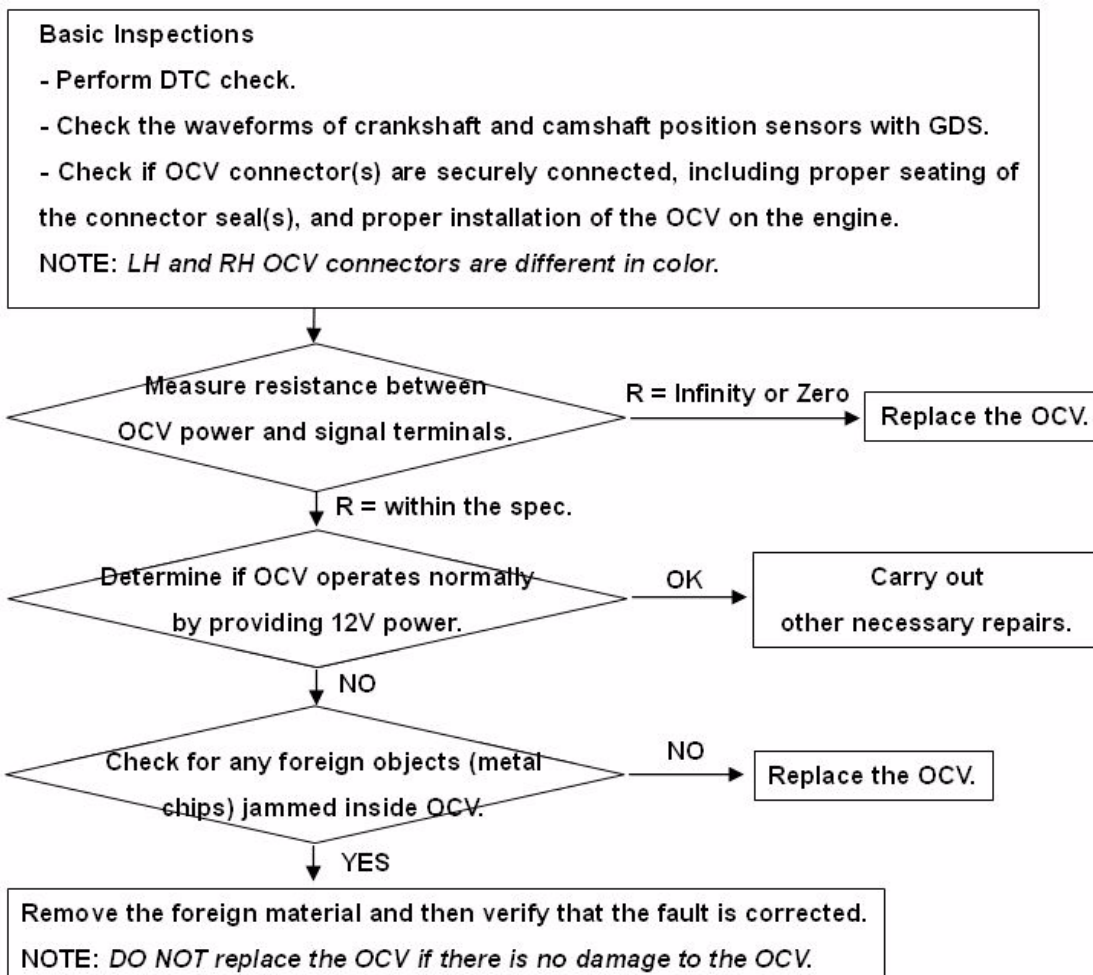 Basic Inspections
- Perform DTC check.
- Check the waveforms of crankshaft and camshaft position sensors with GDS.
- Check if OCV connector(s) are securely connected, including proper seating of
the connector seal(s), and proper installation of the OCV on the engine.
NOTE: LH and RH OCV connectors are different in color.
Measure resistance between
OCV power and signal terminals.
R = Infinity or Zero
Replace the OCV.
R = within the spec.
Determine if OCV operates normally
by providing 12V power.
OK
Carry out
other necessary repairs.
NO
Check for any foreign objects (metal
chips) jammed inside OCV.
NO
Replace the OCV.
YES
Remove the foreign material and then verify that the fault is corrected.
NOTE: DO NOT replace the OCV if there is no damage to the OCV.